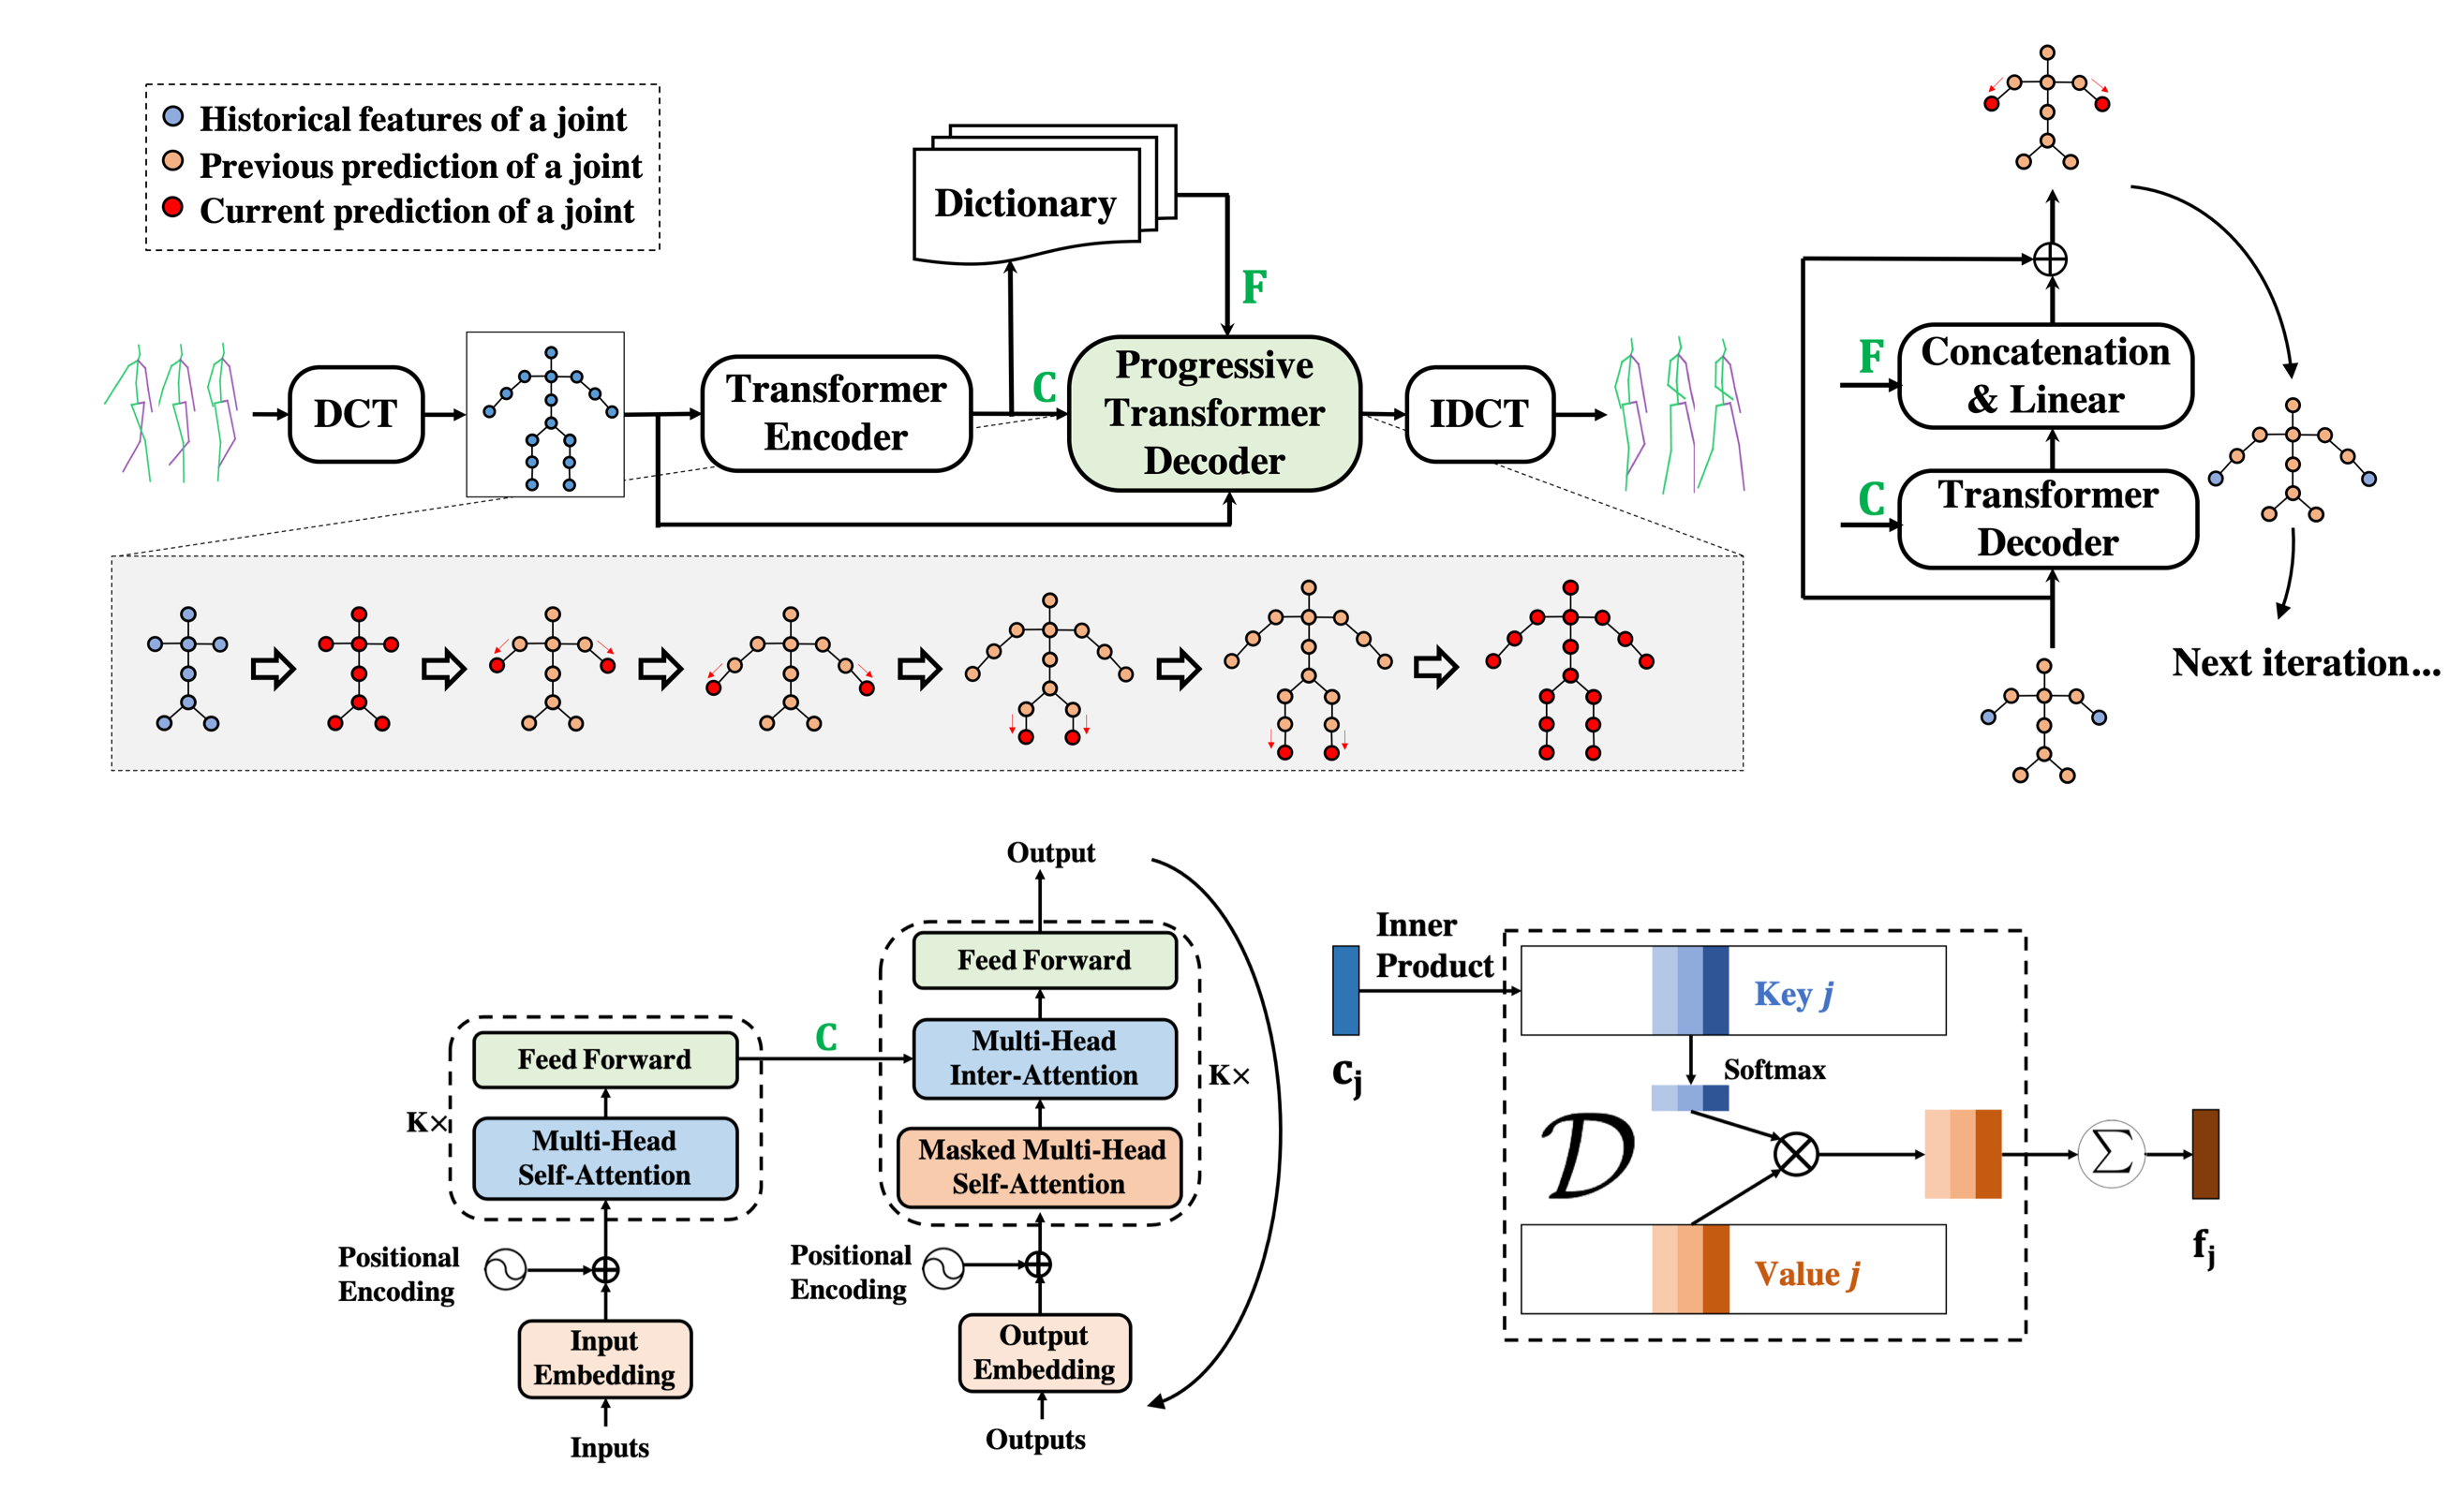 Historical features of a joint
Previous prediction of a joint
Current prediction of a joint
Dictionary
F
DCT
Transformer
Encoder
C
Progressive
Transformer
Decoder
IDCT
F
Concatenation
& Linear
C
Transformer
Decoder
Next iteration...
Output
Feed Forward
Multi-Head
Inter-Attention
K×
Masked Multi-Head
Self-Attention
Positional
Encoding
Output
Embedding
Outputs
C
Feed Forward
K×
Multi-Head
Self-Attention
Positional
Encoding
Input
Embedding
Inputs
Inner
Product
c_j
Key j
Softmax
𝒟
Σ
Value j
f_j